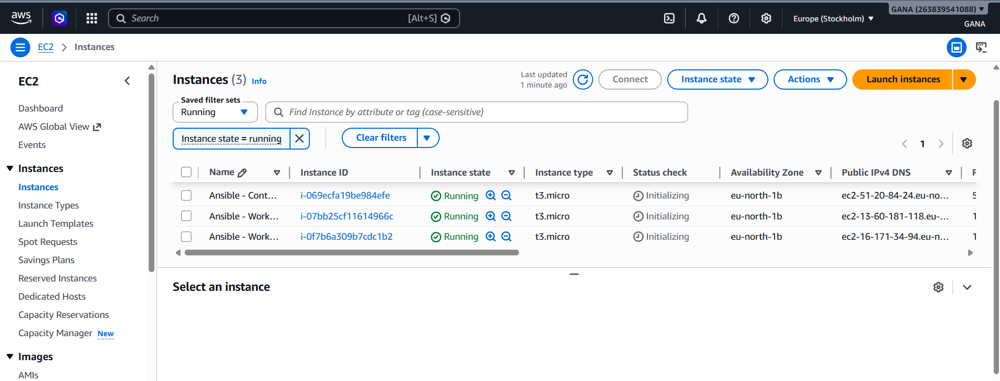 aws
Search [Alt+S]
Europe (Stockholm)
GANA (263839541088)
GANA
EC2 Instances
EC2
Dashboard
AWS Global View
Events
Instances
Instances
Instance Types
Launch Templates
Spot Requests
Savings Plans
Reserved Instances
Dedicated Hosts
Capacity Reservations
Capacity Manager New
Images
AMIs
Instances (3) Info
Last updated
1 minute ago
Connect
Instance state
Actions
Launch instances
Saved filter sets
Running
Find Instance by attribute or tag (case-sensitive)
Instance state = running
Clear filters
1
Name Instance ID Instance state Instance type Status check Availability Zone Public IPv4 DNS P
Ansible - Cont... i-069ecfa19be984efe Running t3.micro Initializing eu-north-1b ec2-51-20-84-24.eu-no... 5
Ansible - Work... i-07bb25cf11614966c Running t3.micro Initializing eu-north-1b ec2-13-60-181-118.eu-... 1
Ansible - Work... i-0f7b6a309b7cdc1b2 Running t3.micro Initializing eu-north-1b ec2-16-171-34-94.eu-n... 1
Select an instance